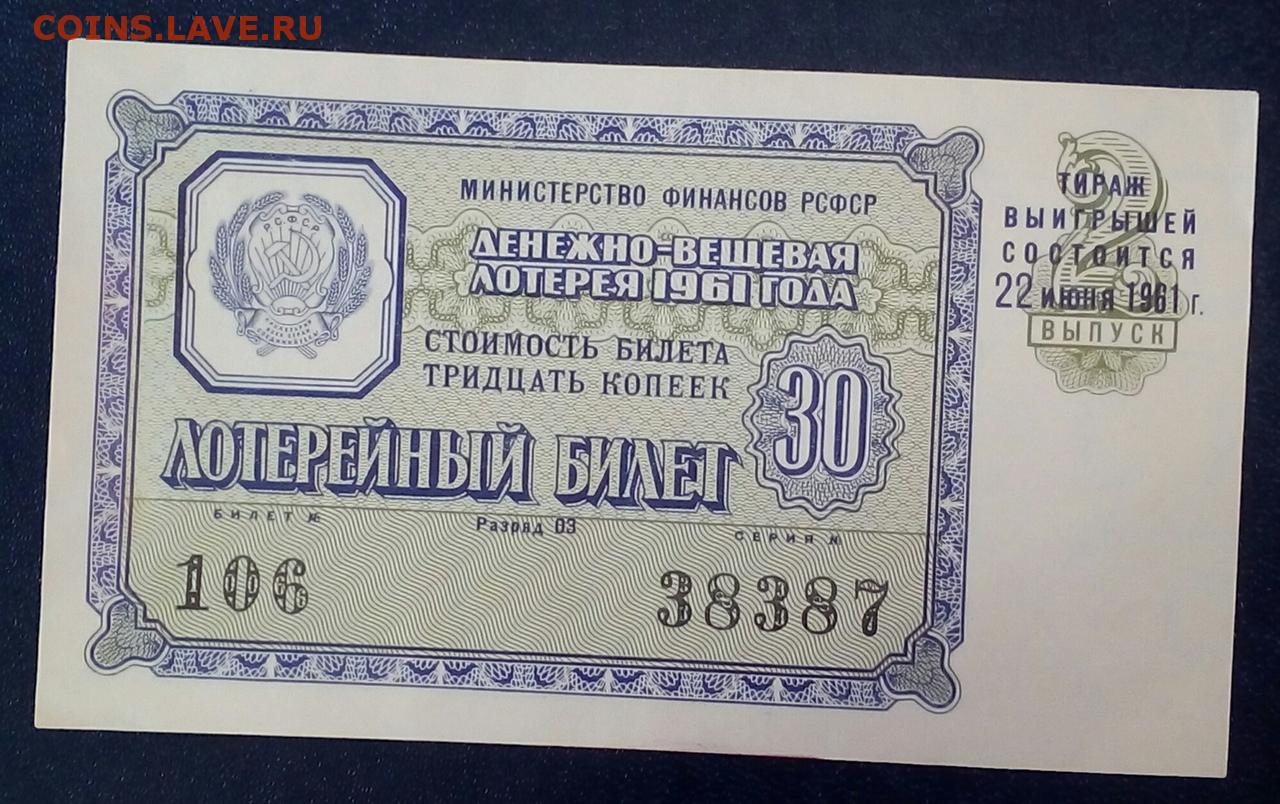 COINS.LAVE.RU
МИНИСТЕРСТВО ФИНАНСОВ РСФСР
ДЕНЕЖНО-ВЕЩЕВАЯ
ЛОТЕРЕЯ 1961 ГОДА
РСФСР
СТОИМОСТЬ БИЛЕТА
ТРИДЦАТЬ КОПЕЕК
30
ЛОТЕРЕЙНЫЙ БИЛЕТ
БИЛЕТ №
Разряд 03
СЕРИЯ №
106
38387
2
ТИРАЖ
ВЫИГРЫШЕЙ
СОСТОИТСЯ
22 ИЮНЯ 1961 г.
ВЫПУСК